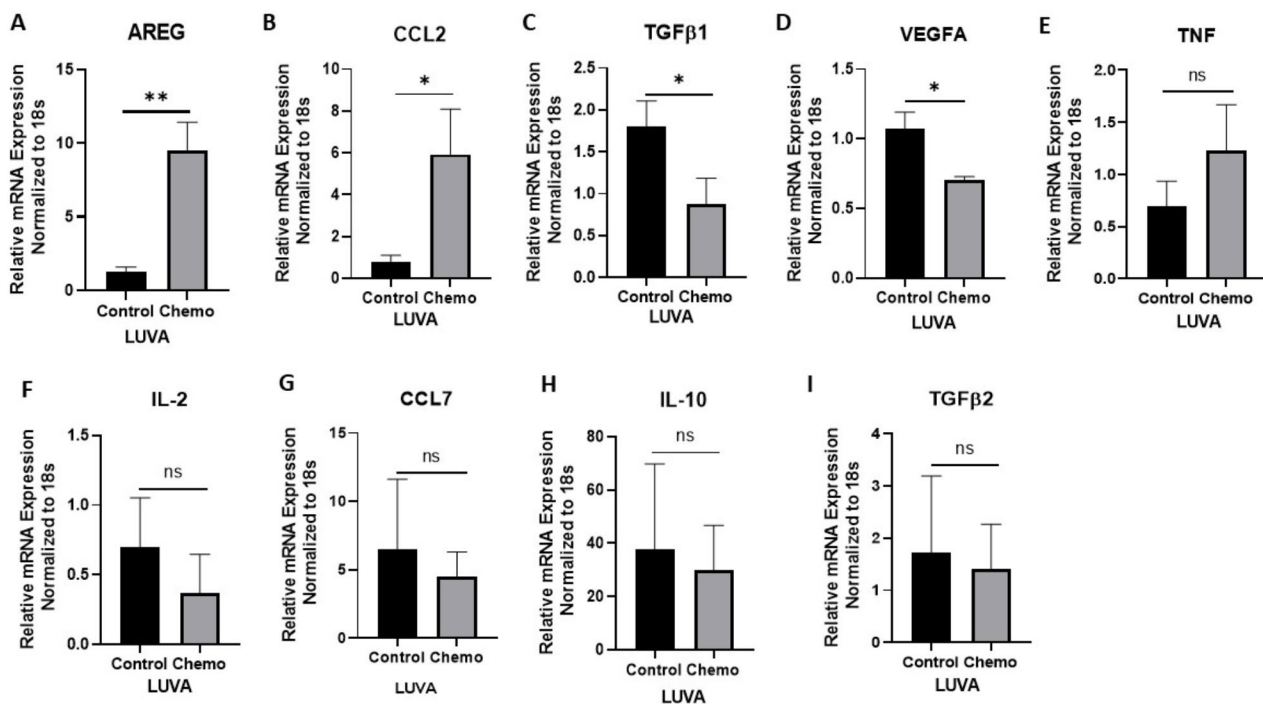 A
AREG
Relative mRNA Expression
Normalized to 18s
15
10
5
0
**
Control Chemo
LUVA
B
CCL2
Relative mRNA Expression
Normalized to 18s
10
8
6
4
2
0
*
Control Chemo
LUVA
C
TGFβ1
Relative mRNA Expression
Normalized to 18s
2.5
2.0
1.5
1.0
0.5
0.0
*
Control Chemo
LUVA
D
VEGFA
Relative mRNA Expression
Normalized to 18s
1.5
1.0
0.5
0.0
*
Control Chemo
LUVA
E
TNF
Relative mRNA Expression
Normalized to 18s
2.0
1.5
1.0
0.5
0.0
ns
Control Chemo
LUVA
F
IL-2
Relative mRNA Expression
Normalized to 18s
1.5
1.0
0.5
0.0
ns
Control Chemo
LUVA
G
CCL7
Relative mRNA Expression
Normalized to 18s
15
10
5
0
ns
Control Chemo
LUVA
H
IL-10
Relative mRNA Expression
Normalized to 18s
80
60
40
20
0
ns
Control Chemo
LUVA
I
TGFβ2
Relative mRNA Expression
Normalized to 18s
4
3
2
1
0
ns
Control Chemo
LUVA